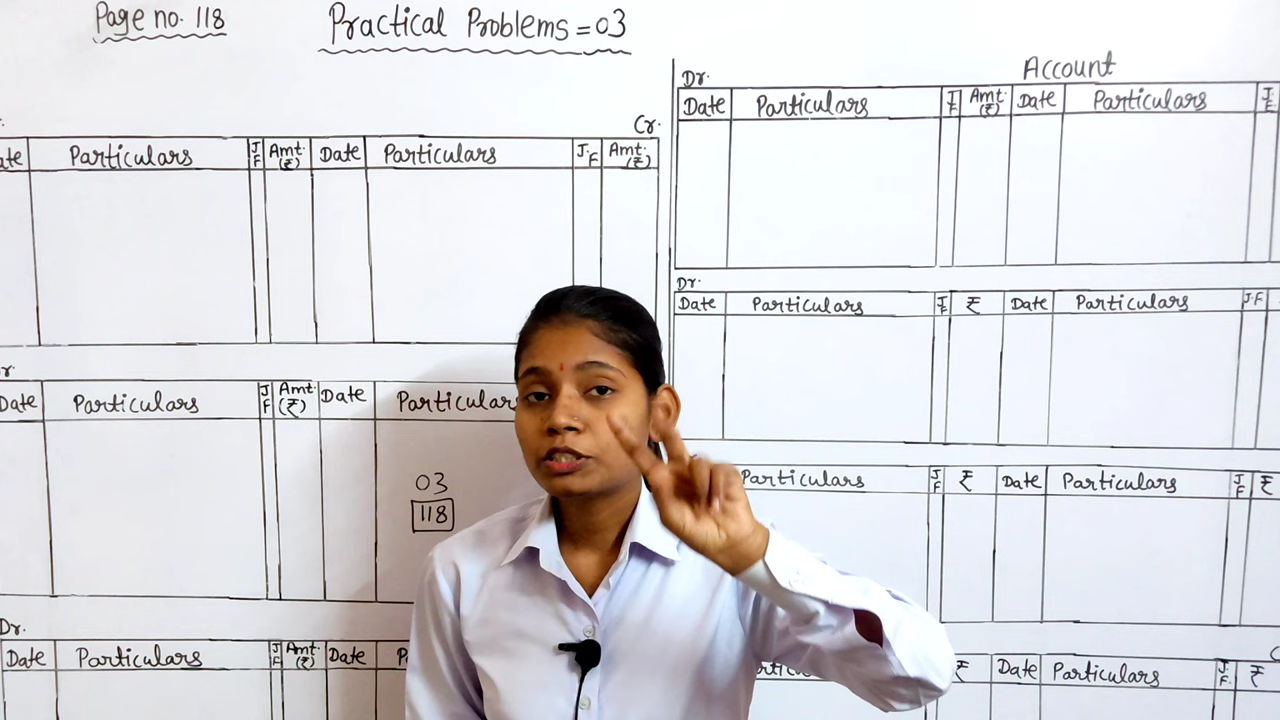 Page no. 118
Practical Problems = 03
Cr.
ate Particulars J F Amt. (₹) Date Particulars J.F Amt. (₹)
Date Particulars J F Amt. (₹) Date Particulars
03
118
Dr.
Date Particulars J F Amt. (₹) Date P
Dr. Account
Date Particulars J F Amt. (₹) Date Particulars J.F
Dr.
Date Particulars J F ₹ Date Particulars J.F
Particulars J F ₹ Date Particulars J F ₹
₹ Date Particulars J F ₹